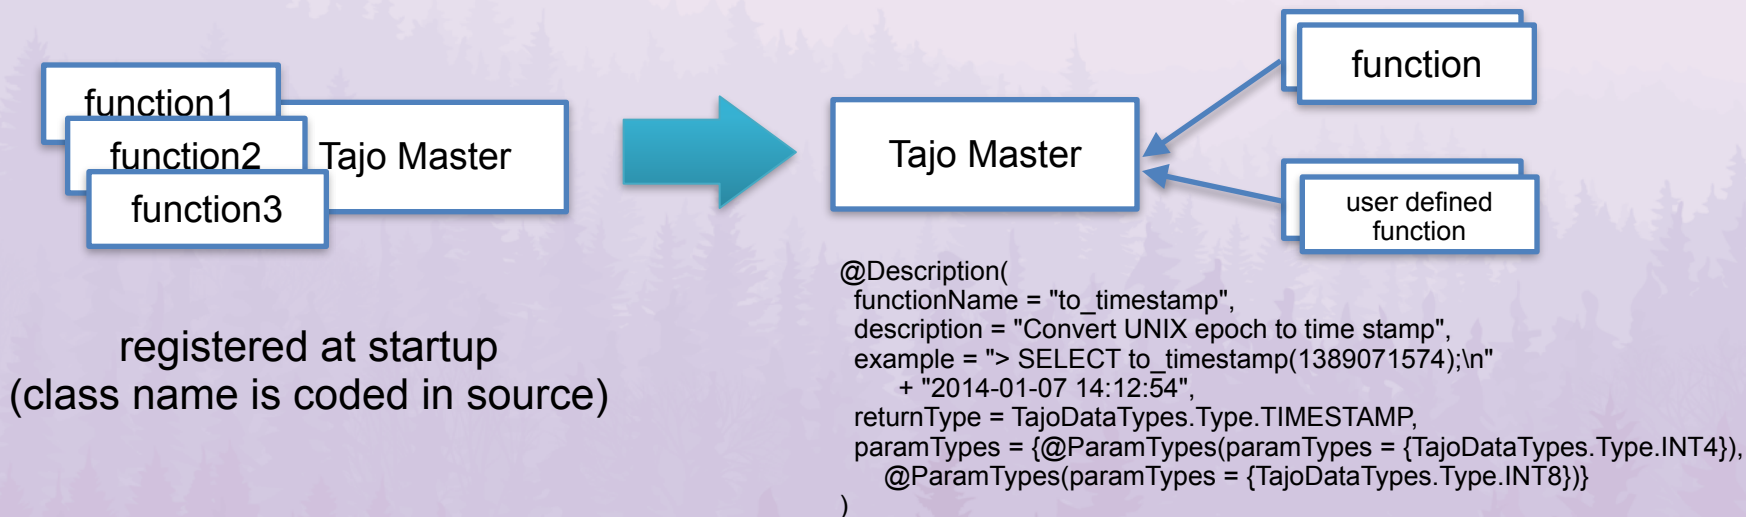 function1
function2
function3
Tajo Master
registered at startup
(class name is coded in source)
Tajo Master
function
user defined
function
@Description(
functionName = "to_timestamp",
description = "Convert UNIX epoch to time stamp",
example = "> SELECT to_timestamp(1389071574);\n"
+ "2014-01-07 14:12:54",
returnType = TajoDataTypes.Type.TIMESTAMP,
paramTypes = {@ParamTypes(paramTypes = {TajoDataTypes.Type.INT4}),
@ParamTypes(paramTypes = {TajoDataTypes.Type.INT8})}
)